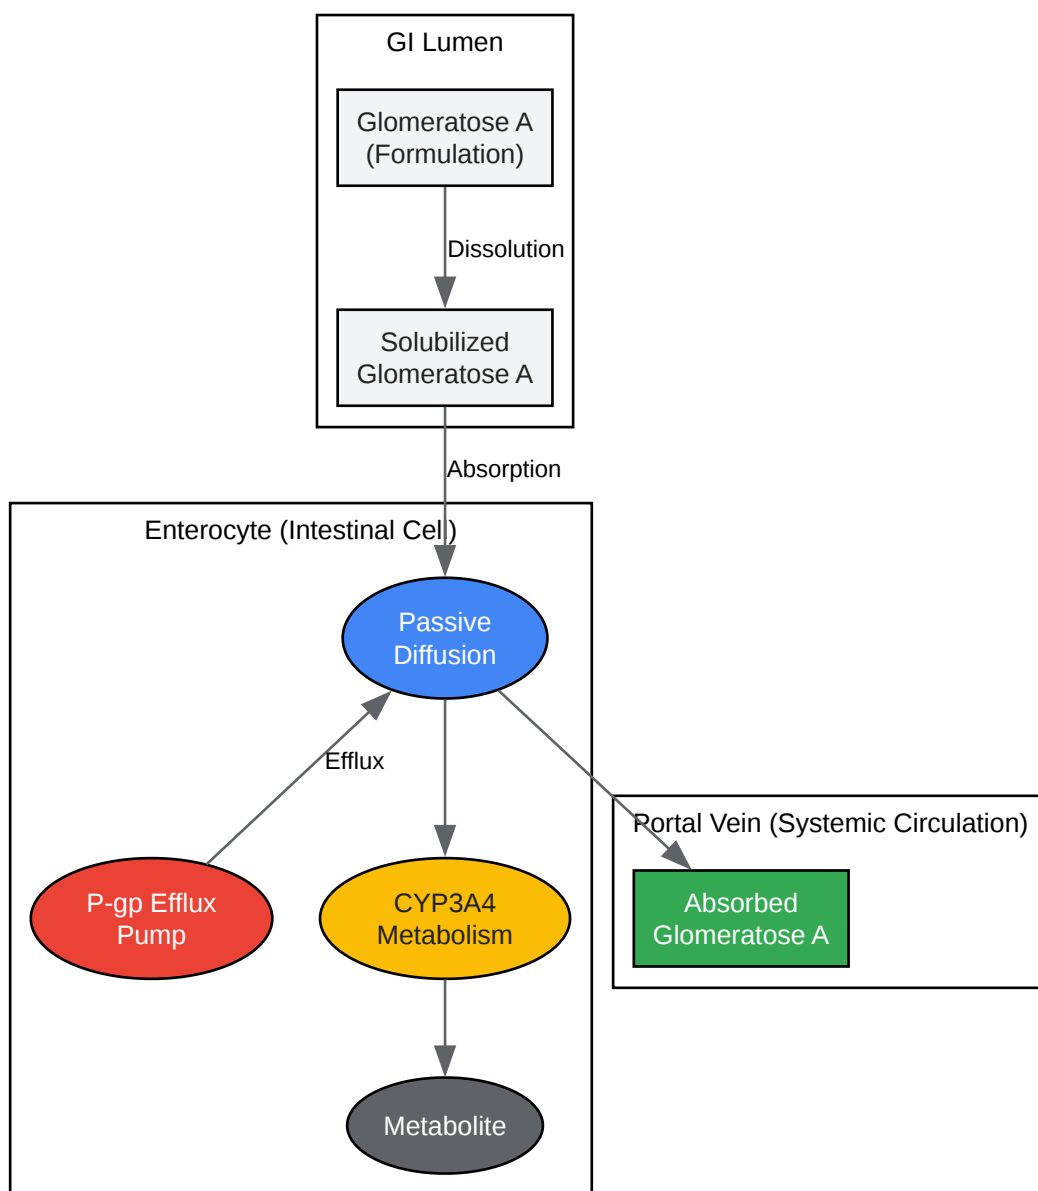 GI Lumen
Glomeratose A
(Formulation)
Dissolution
Solubilized
Glomeratose A
Absorption
Enterocyte (Intestinal Cell)
Passive
Diffusion
Efflux
Portal Vein (Systemic Circulation)
P-gp Efflux
Pump
CYP3A4
Metabolism
Absorbed
Glomeratose A
Metabolite